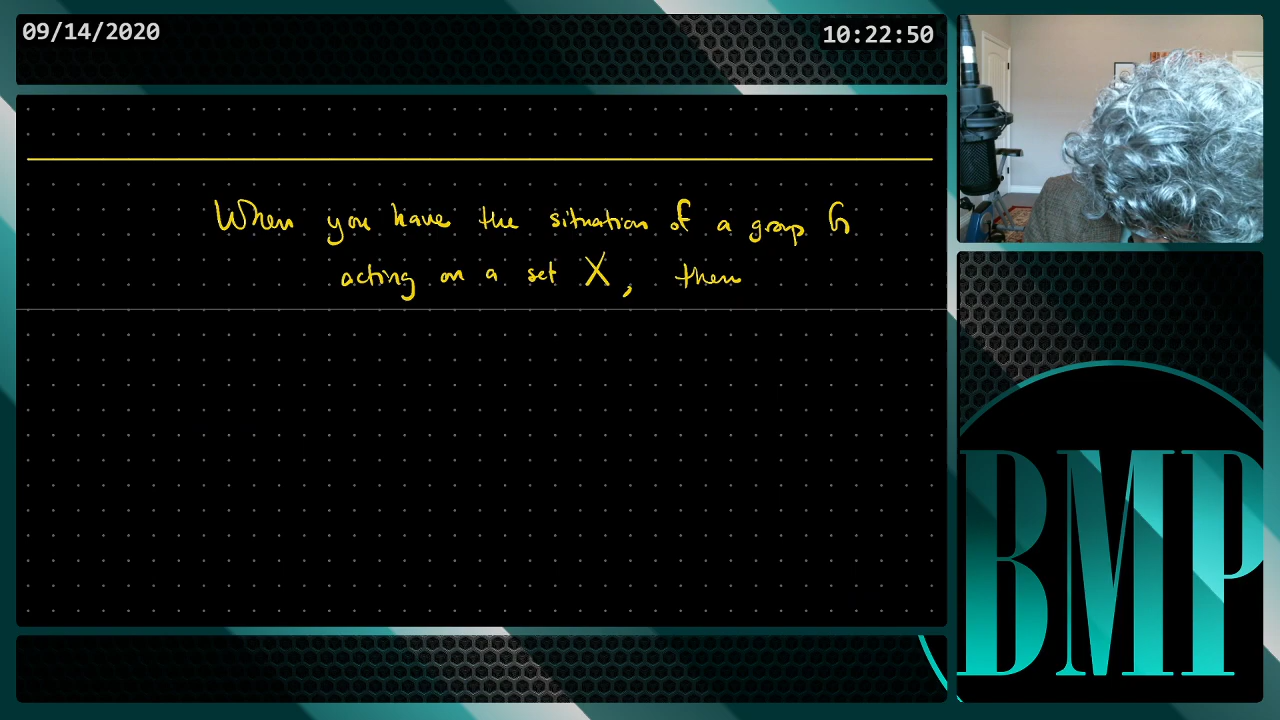 09/14/2020
10:22:50
When you have the situation of a group G
acting on a set X, then
BMP